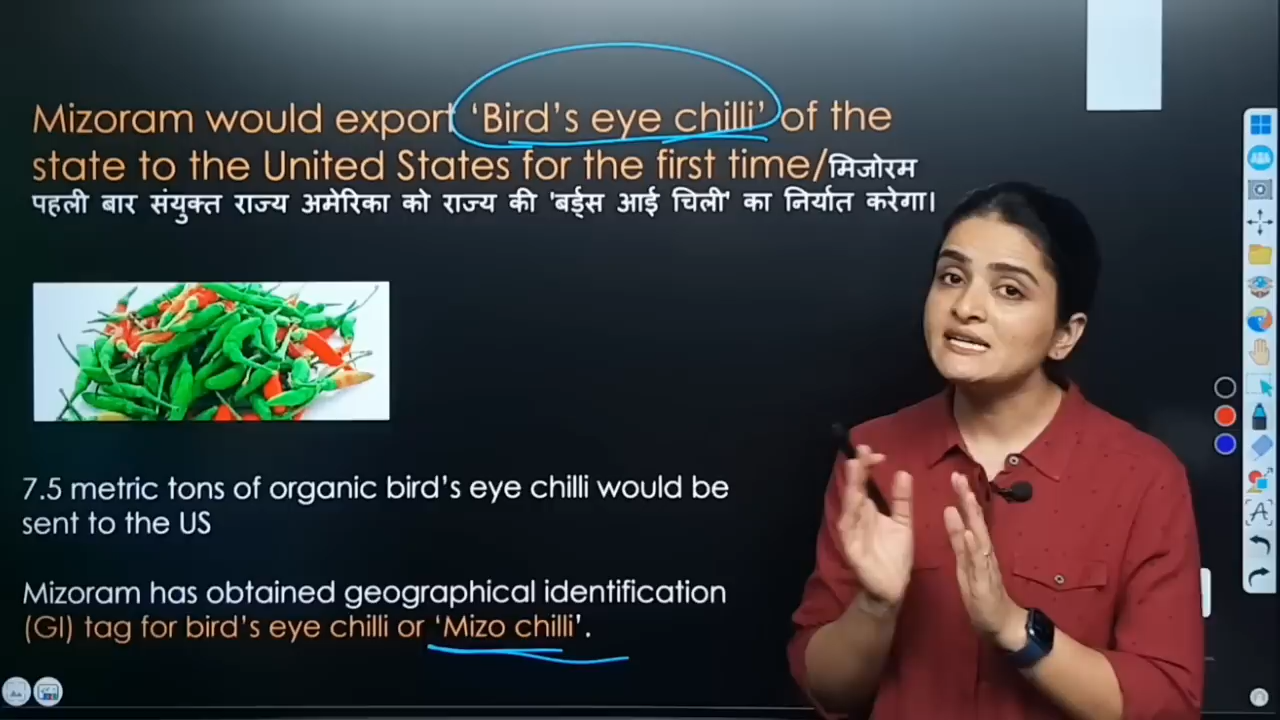 Mizoram would export ‘Bird’s eye chilli’ of the
state to the United States for the first time/मिजोरम
पहली बार संयुक्त राज्य अमेरिका को राज्य की 'बर्ड्स आई चिली' का निर्यात करेगा।
7.5 metric tons of organic bird’s eye chilli would be
sent to the US
Mizoram has obtained geographical identification
(GI) tag for bird’s eye chilli or ‘Mizo chilli’.